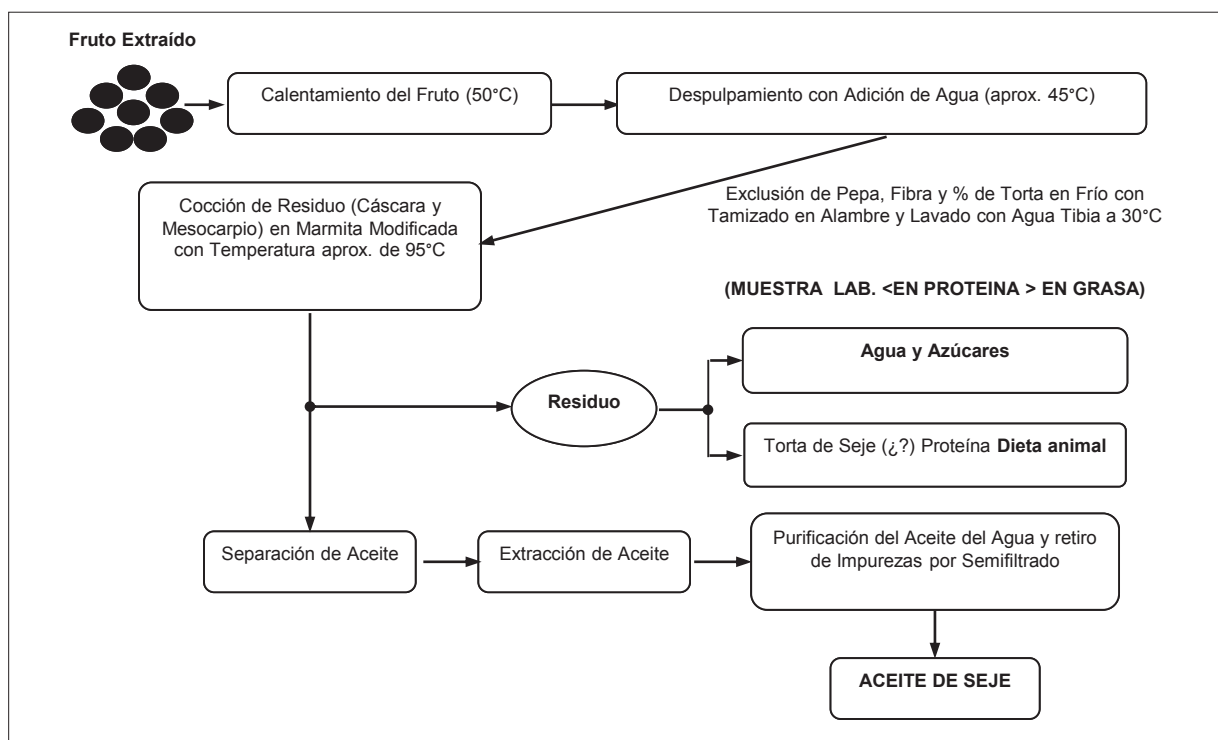 Fruto Extraído
Calentamiento del Fruto (50°C)
Despulpamiento con Adición de Agua (aprox. 45°C)
Exclusión de Pepa, Fibra y % de Torta en Frío con
Tamizado en Alambre y Lavado con Agua Tibia a 30°C
Cocción de Residuo (Cáscara y
Mesocarpio) en Marmita Modificada
con Temperatura aprox. de 95°C
(MUESTRA LAB. <EN PROTEINA > EN GRASA)
Agua y Azúcares
Residuo
Torta de Seje (¿?) Proteína Dieta animal
Separación de Aceite
Extracción de Aceite
Purificación del Aceite del Agua y retiro
de Impurezas por Semifiltrado
ACEITE DE SEJE